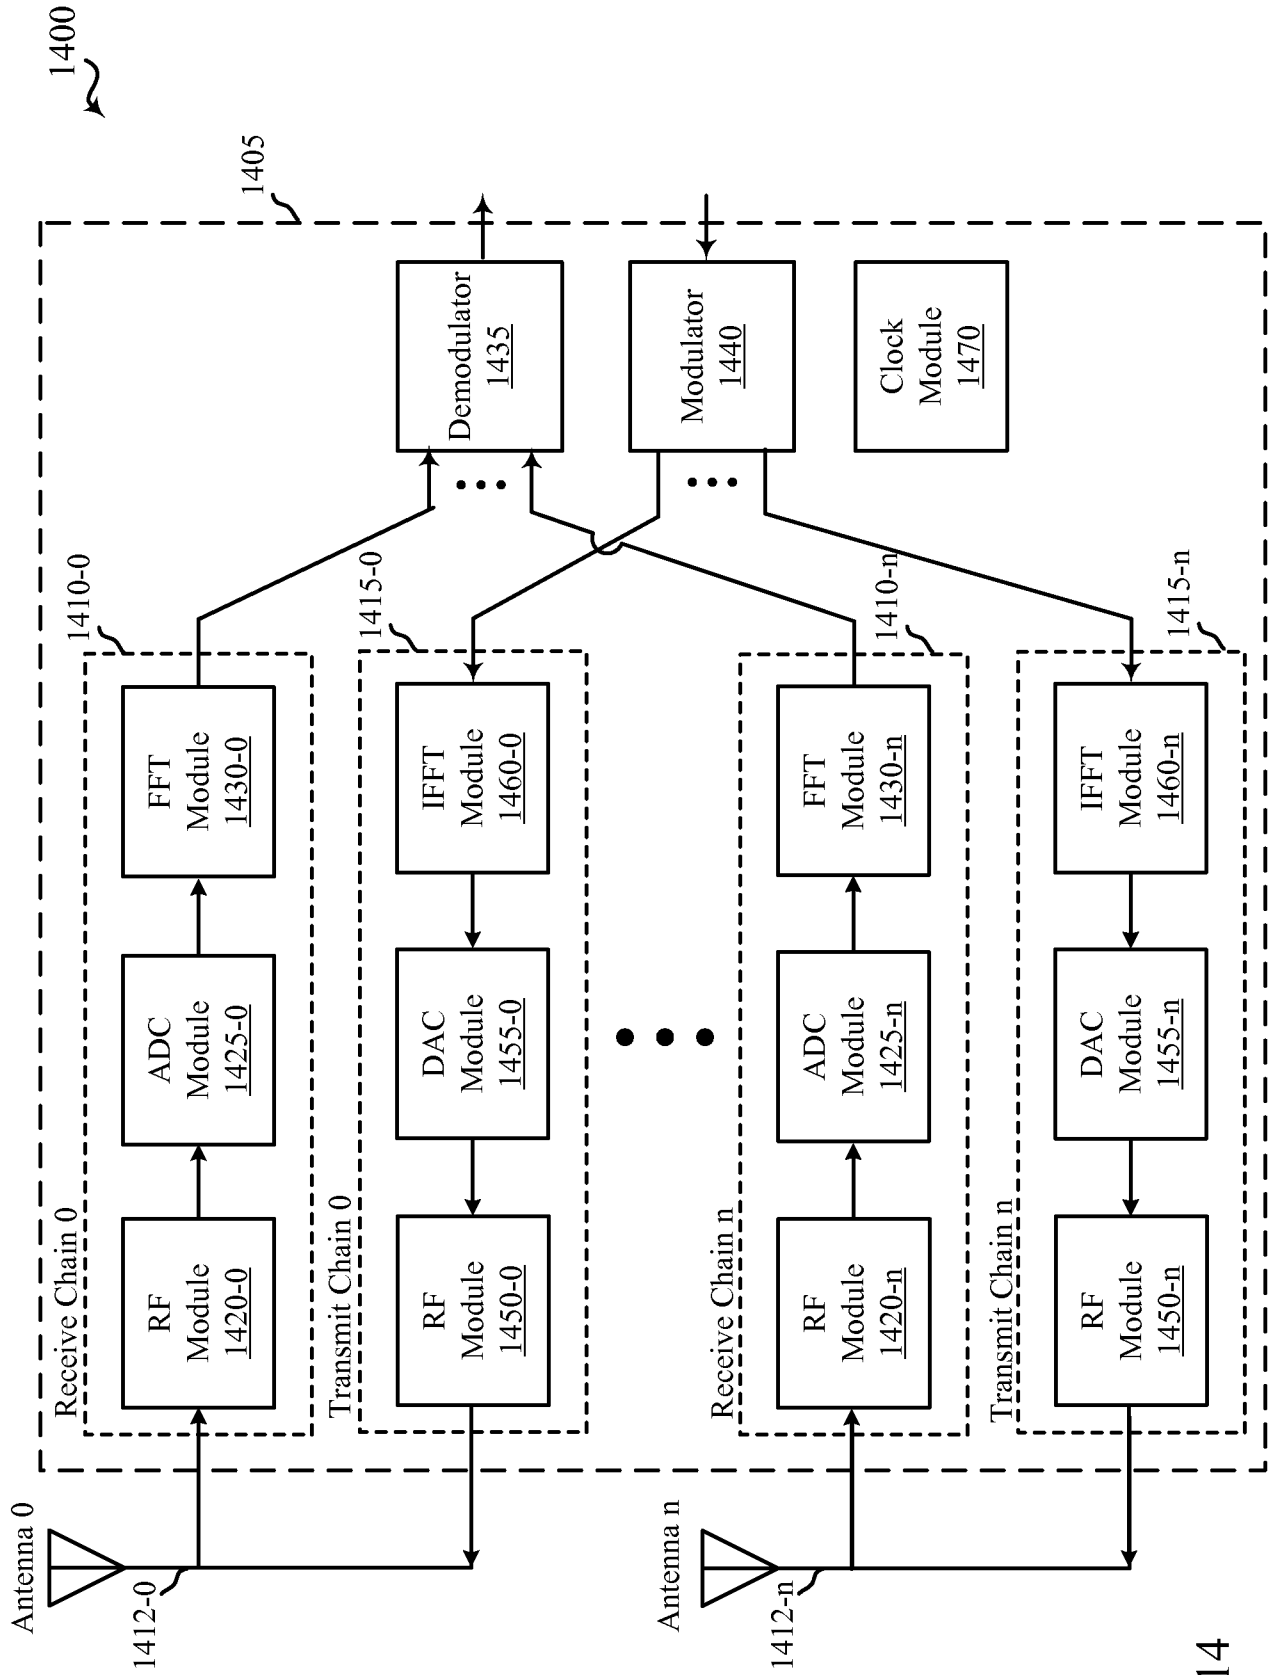 1400
1405
Antenna 0
1412-0
Receive Chain 0
1410-0
RF
Module
1420-0
ADC
Module
1425-0
FFT
Module
1430-0
Transmit Chain 0
1415-0
RF
Module
1450-0
DAC
Module
1455-0
IFFT
Module
1460-0
Demodulator
1435
Modulator
1440
Clock
Module
1470
Antenna n
1412-n
Receive Chain n
1410-n
RF
Module
1420-n
ADC
Module
1425-n
FFT
Module
1430-n
Transmit Chain n
1415-n
RF
Module
1450-n
DAC
Module
1455-n
IFFT
Module
1460-n
14